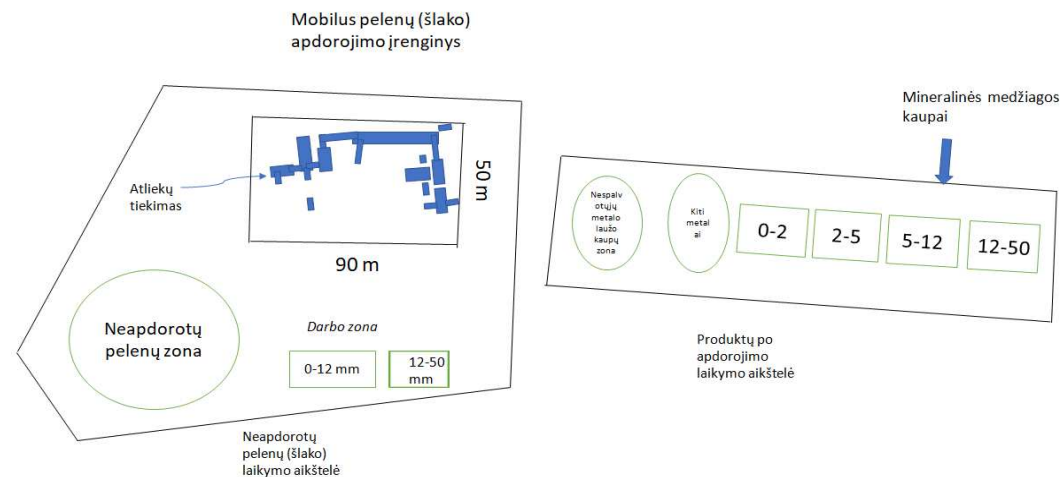 Mobilus pelenų (šlako)
apdorojimo įrenginys
Atliekų
tiekimas
50 m
90 m
Neapdorotų
pelenų zona
Darbo zona
0-12 mm
12-50
mm
Neapdorotų
pelenų (šlako)
laikymo aikštelė
Mineralinės medžiagos
kaupai
Nespalv
otųjų
metalo
laužo
kaupų
zona
Kiti
metal
ai
0-2
2-5
5-12
12-50
Produktų po
apdorojimo
laikymo aikštelė